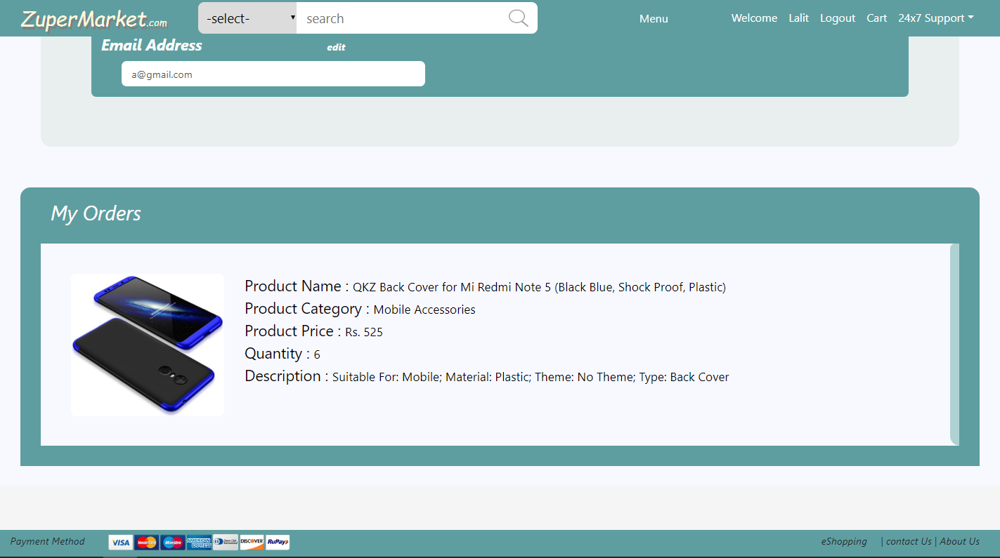 ZuperMarket.com -select- search Menu Welcome Lalit Logout Cart 24x7 Support
Email Address edit
a@gmail.com
My Orders
Product Name : QKZ Back Cover for Mi Redmi Note 5 (Black Blue, Shock Proof, Plastic)
Product Category : Mobile Accessories
Product Price : Rs. 525
Quantity : 6
Description : Suitable For: Mobile; Material: Plastic; Theme: No Theme; Type: Back Cover
Payment Method VISA MasterCard Maestro AMERICAN EXPRESS DISCOVER RuPay eShopping | contact Us | About Us